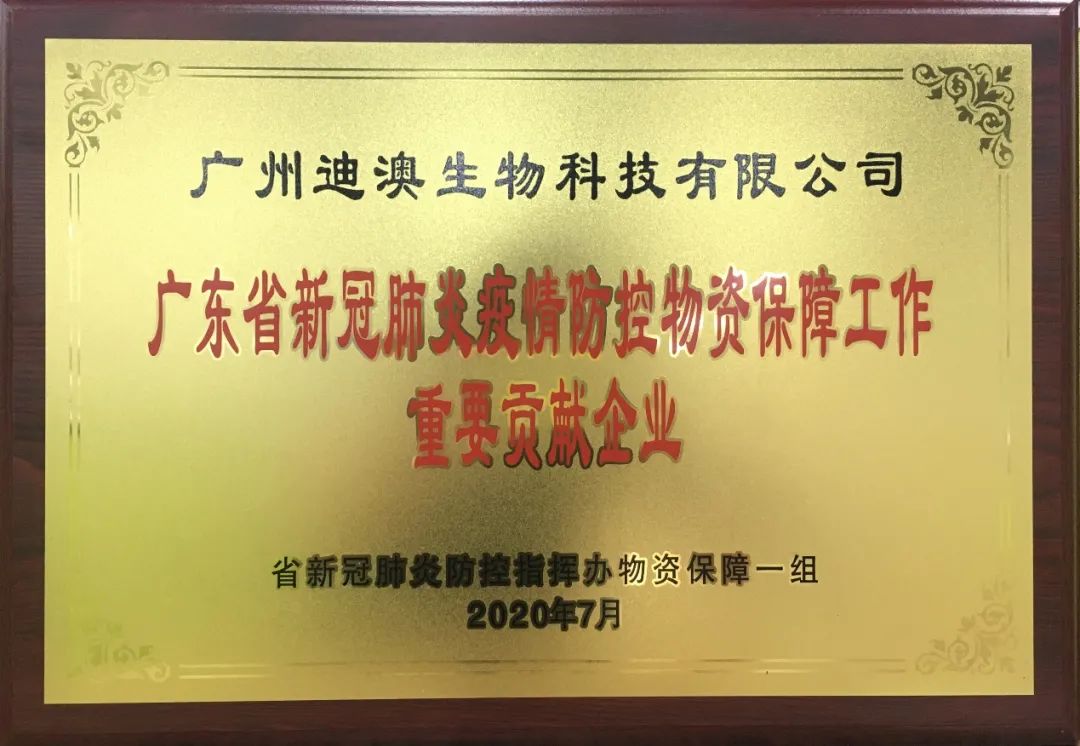 广州迪澳生物科技有限公司
广东省新冠肺炎疫情防控物资保障工作
重要贡献企业
省新冠肺炎防控指挥办物资保障一组
2020年7月